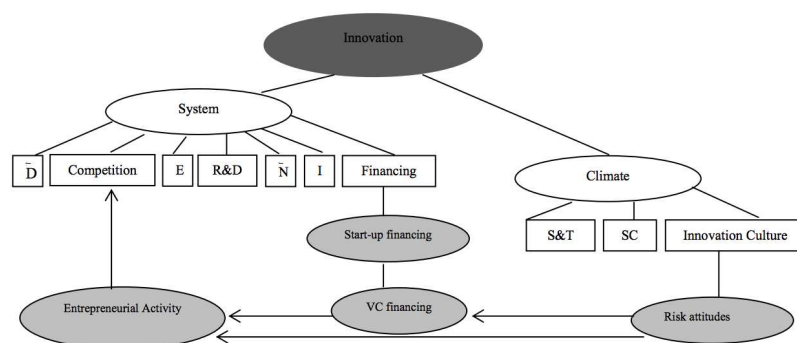 Innovation
System
D̄
Competition
E
R&D
N̄
I
Financing
Climate
Start-up financing
S&T
SC
Innovation Culture
Entrepreneurial Activity
VC financing
Risk attitudes